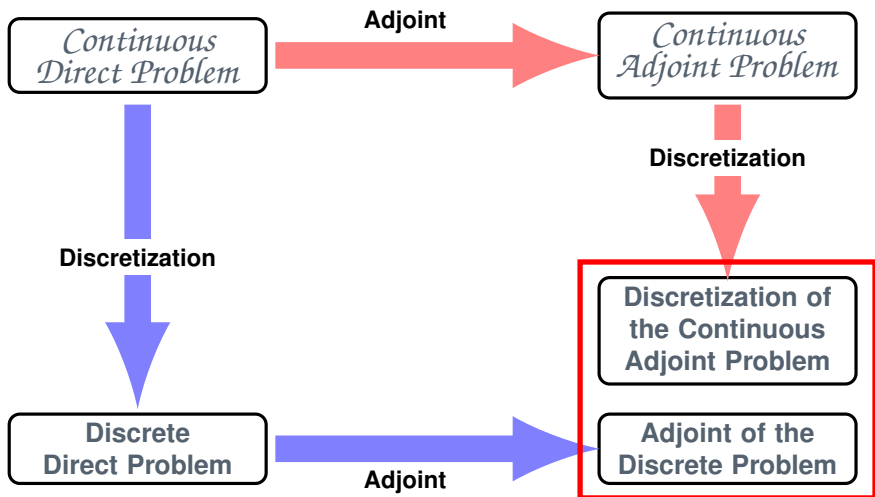 Adjoint
Continuous
Direct Problem
Continuous
Adjoint Problem
Discretization
Discretization
Discretization of
the Continuous
Adjoint Problem
Discrete
Direct Problem
Adjoint
Adjoint of the
Discrete Problem